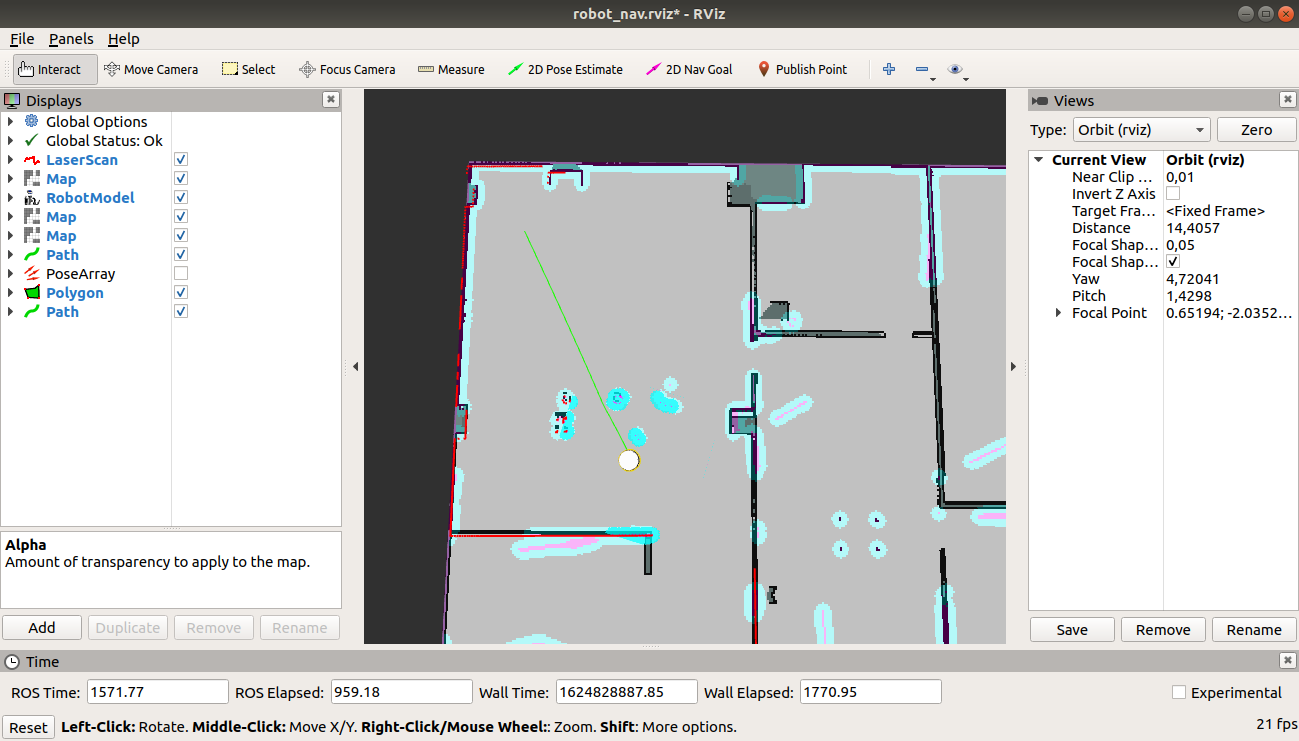 robot_nav.rviz* - RViz
File Panels Help
Interact Move Camera Select Focus Camera Measure 2D Pose Estimate 2D Nav Goal Publish Point
Displays
Global Options
Global Status: Ok
LaserScan
Map
RobotModel
Map
Map
Path
PoseArray
Polygon
Path
Alpha
Amount of transparency to apply to the map.
Add Duplicate Remove Rename
Views
Type: Orbit (rviz) Zero
Current View Orbit (rviz)
Near Clip ... 0,01
Invert Z Axis
Target Fra... <Fixed Frame>
Distance 14,4057
Focal Shap... 0,05
Focal Shap...
Yaw 4,72041
Pitch 1,4298
Focal Point 0.65194; -2.0352...
Save Remove Rename
Time
ROS Time: 1571.77 ROS Elapsed: 959.18 Wall Time: 1624828887.85 Wall Elapsed: 1770.95 Experimental
Reset Left-Click: Rotate. Middle-Click: Move X/Y. Right-Click/Mouse Wheel:: Zoom. Shift: More options. 21 fps